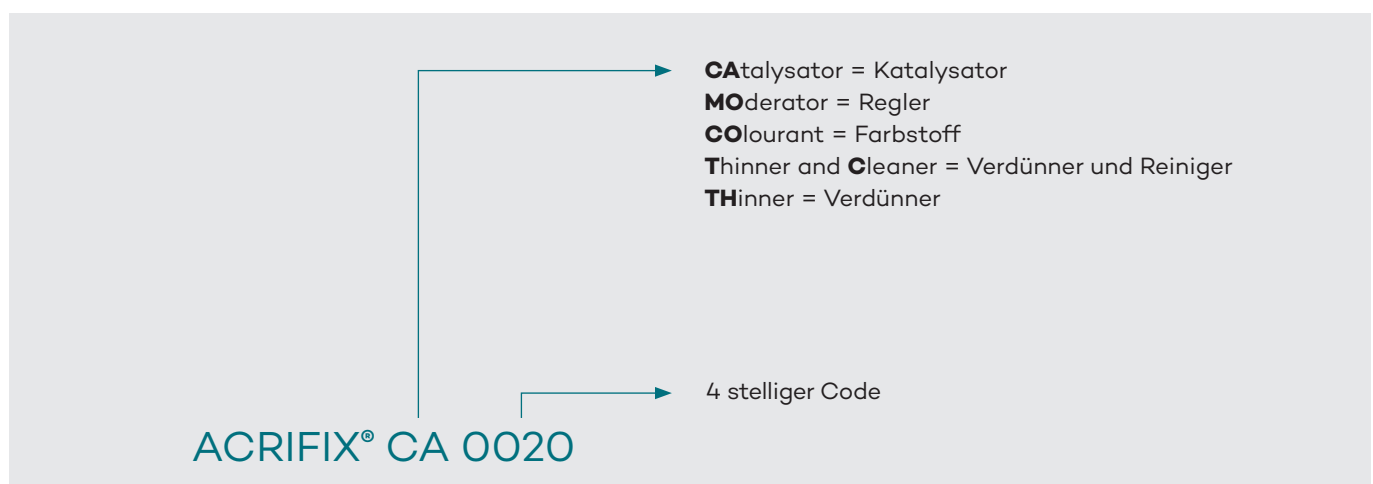 CAtalysator = Katalysator
MOderator = Regler
COlourant = Farbstoff
Thinner and Cleaner = Verdünner und Reiniger
THinner = Verdünner
4 stelliger Code
ACRIFIX® CA 0020